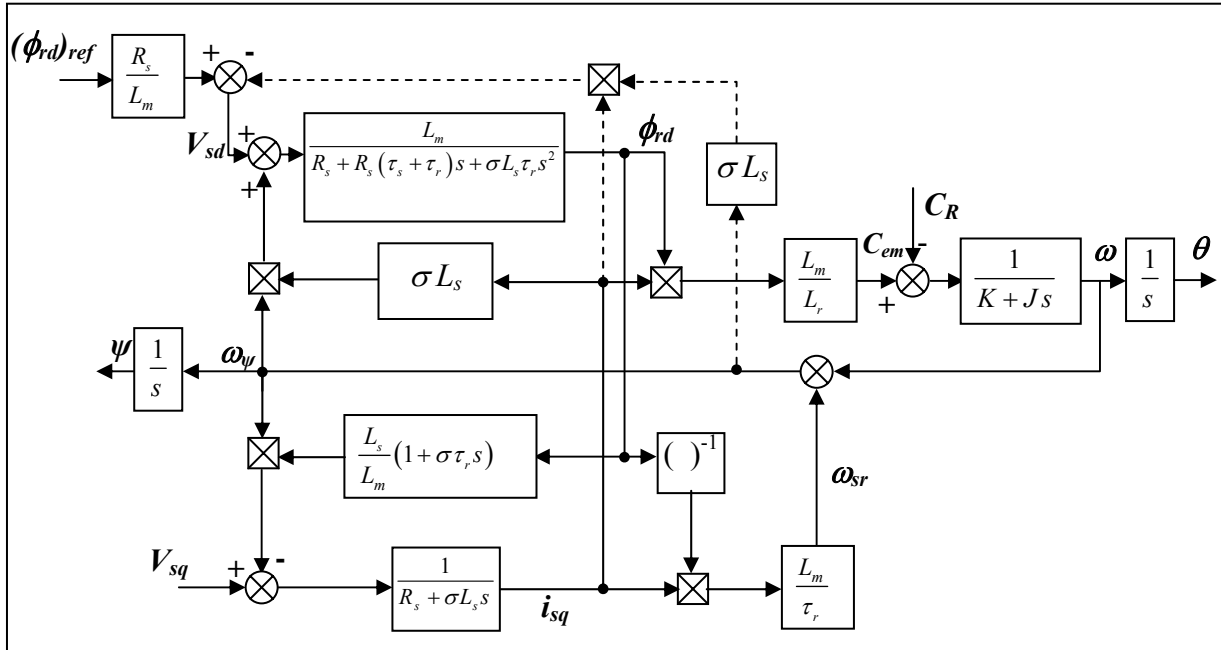 (ϕrd)ref
+
-
Rs
Lm
Vsd
+
+
Lm
Rs + Rs(τs + τr)s + σLsτrs²
ϕrd
σLs
CR
σLs
Lm
Lr
Cem
-
+
1
K + Js
ω
1
s
θ
ψ
1
s
ωψ
Ls
Lm
(1 + στrs)
( )⁻¹
ωsr
Vsq
+
-
1
Rs + σLss
isq
Lm
τr